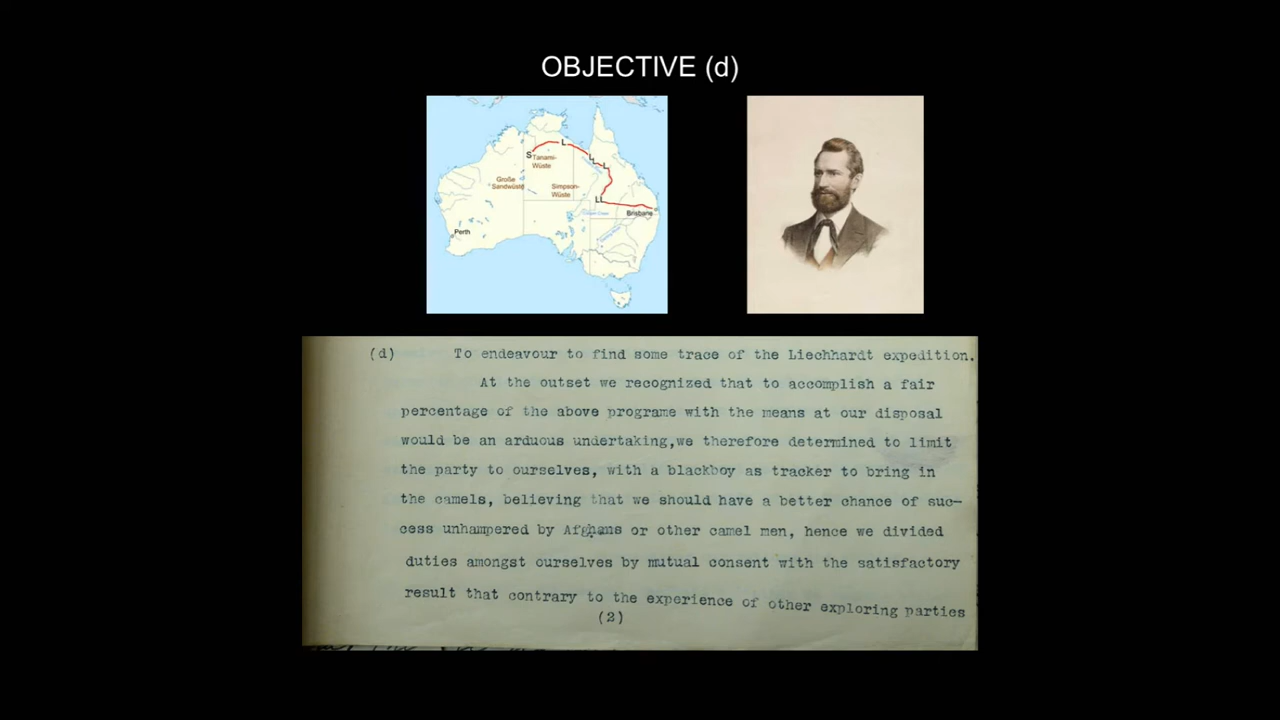 OBJECTIVE (d)
S
L
L
L
L
Tanami-
Wüste
Große
Sandwüste
Simpson-
Wüste
LL
Brisbane
Perth
(d) To endeavour to find some trace of the Liechhardt expedition.
At the outset we recognized that to accomplish a fair
percentage of the above programe with the means at our disposal
would be an arduous undertaking,we therefore determined to limit
the party to ourselves, with a blackboy as tracker to bring in
the camels, believing that we should have a better chance of suc-
cess unhampered by Afghans or other camel men, hence we divided
duties amongst ourselves by mutual consent with the satisfactory
result that contrary to the experience of other exploring parties
(2)